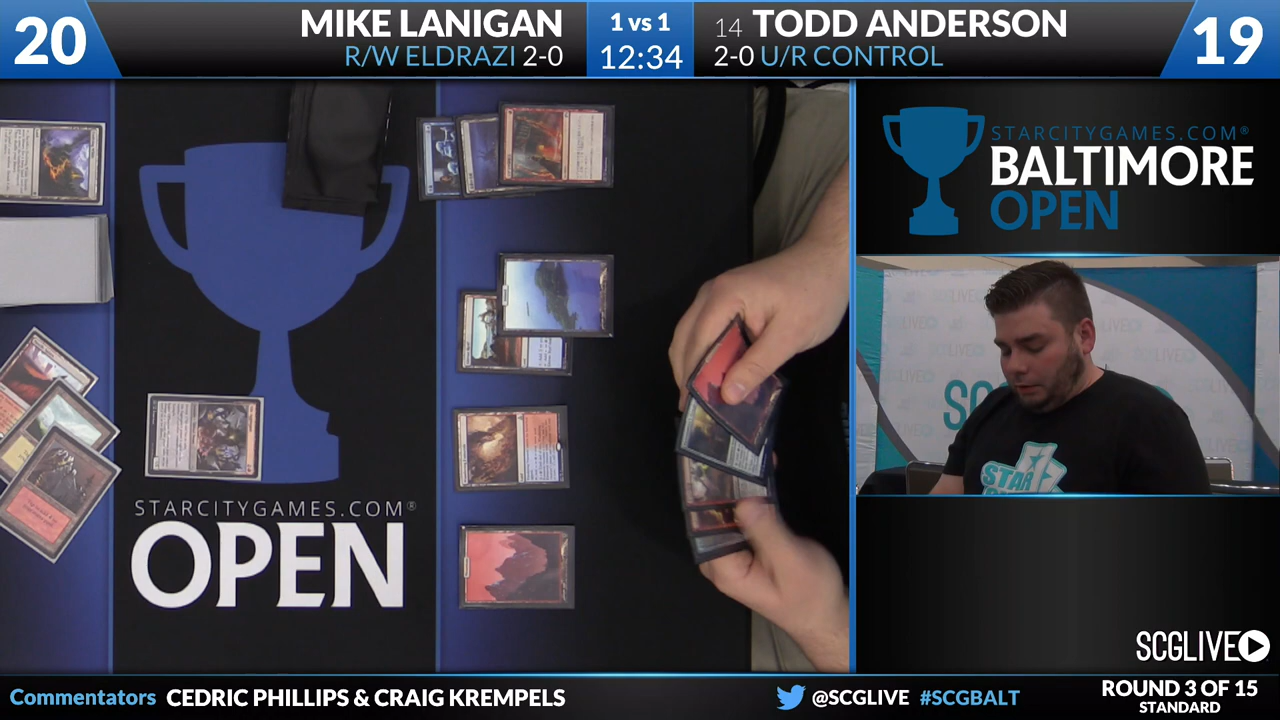 20
MIKE LANIGAN
R/W ELDRAZI 2-0
1 vs 1
12:34
14 TODD ANDERSON
2-0 U/R CONTROL
19
STARCITYGAMES.COM®
BALTIMORE
OPEN
STARCITYGAMES.COM®
OPEN
SCGLIVE
STAR
SCGLIVE
Commentators CEDRIC PHILLIPS & CRAIG KREMPELS
@SCGLIVE #SCGBALT
ROUND 3 OF 15
STANDARD